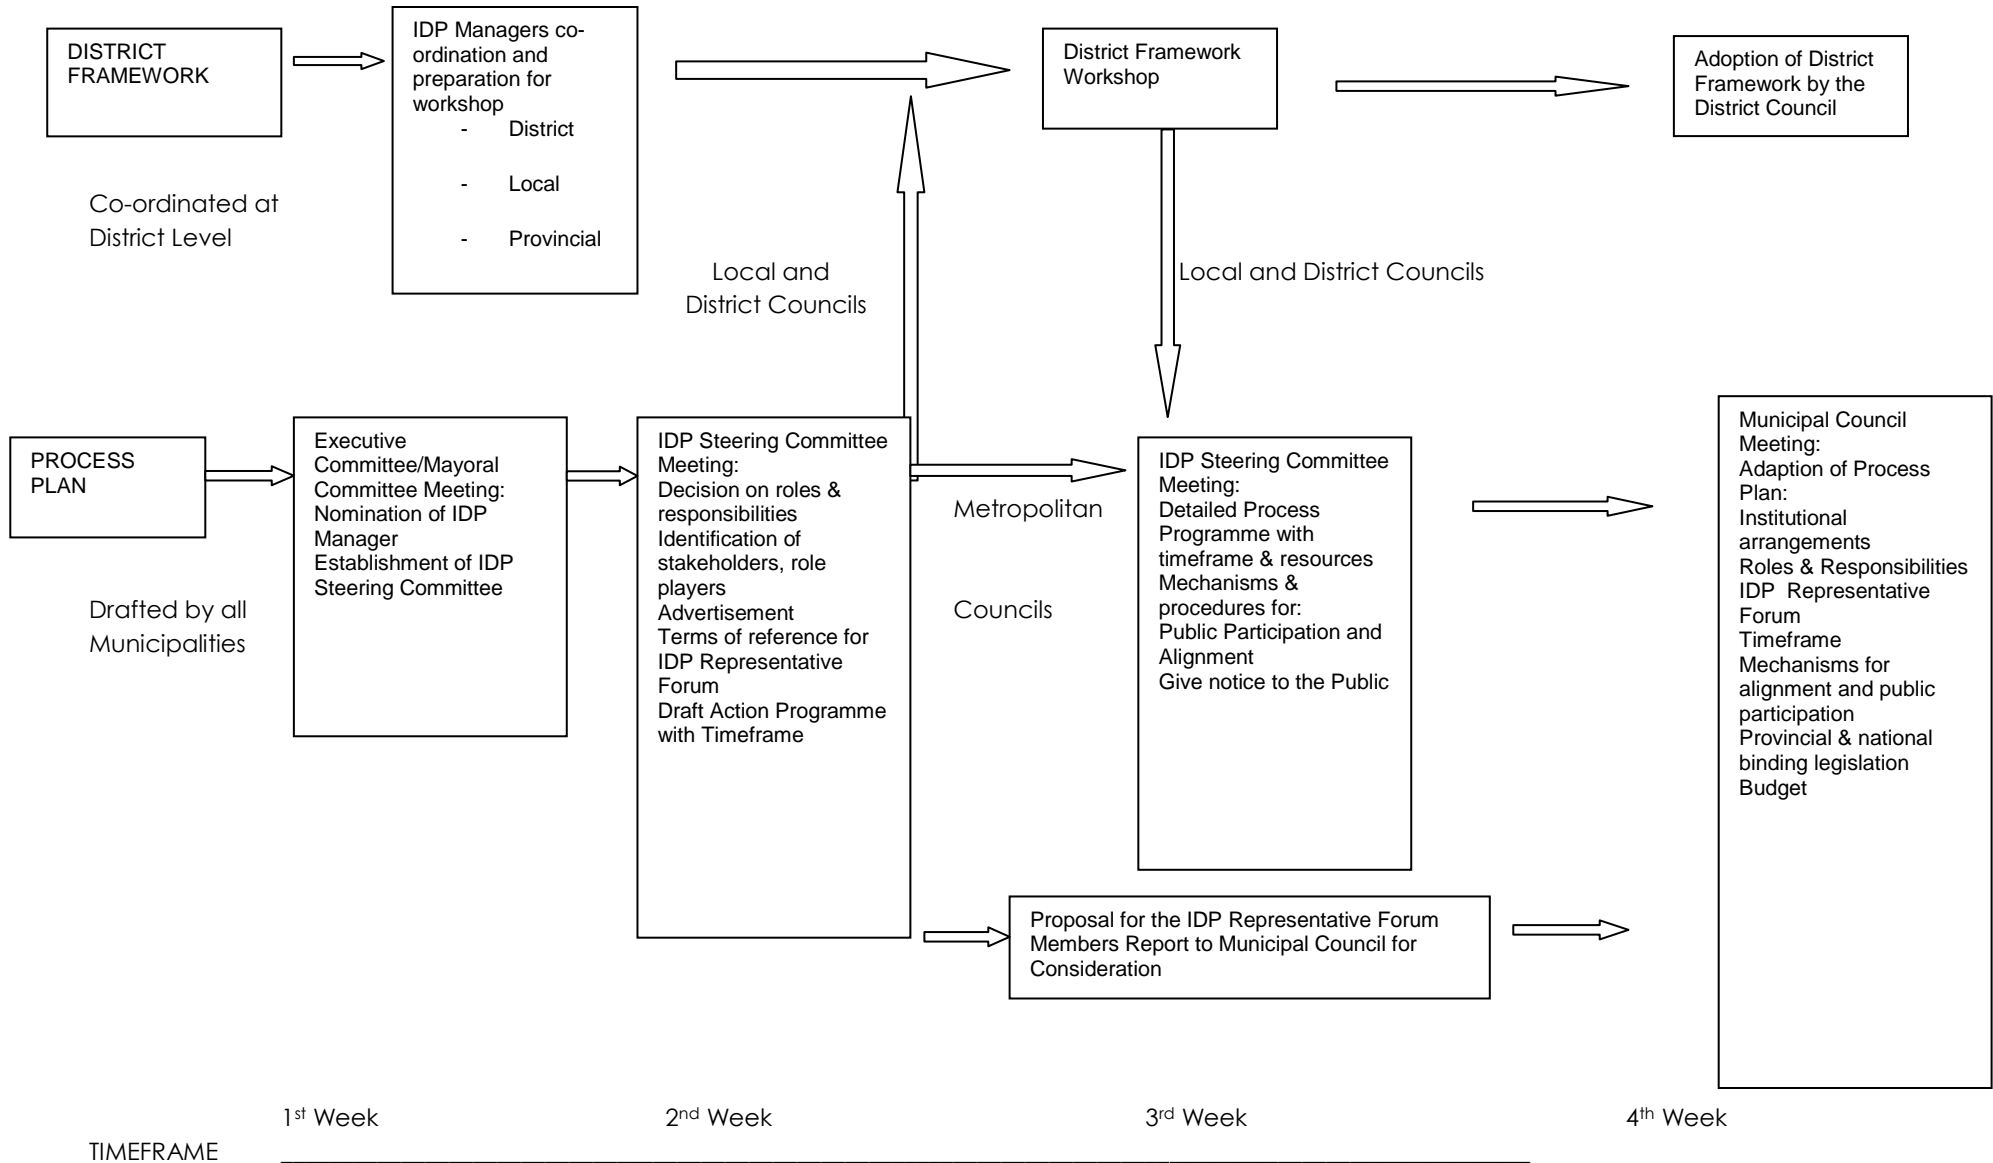 DISTRICT
FRAMEWORK
IDP Managers co-
ordination and
preparation for
workshop
- District
- Local
- Provincial
District Framework
Workshop
Adoption of District
Framework by the
District Council
Co-ordinated at
District Level
Local and
District Councils
Local and District Councils
PROCESS
PLAN
Executive
Committee/Mayoral
Committee Meeting:
Nomination of IDP
Manager
Establishment of IDP
Steering Committee
IDP Steering Committee
Meeting:
Decision on roles &
responsibilities
Identification of
stakeholders, role
players
Advertisement
Terms of reference for
IDP Representative
Forum
Draft Action Programme
with Timeframe
Metropolitan
Councils
IDP Steering Committee
Meeting:
Detailed Process
Programme with
timeframe & resources
Mechanisms &
procedures for:
Public Participation and
Alignment
Give notice to the Public
Municipal Council
Meeting:
Adaption of Process
Plan:
Institutional
arrangements
Roles & Responsibilities
IDP  Representative
Forum
Timeframe
Mechanisms for
alignment and public
participation
Provincial & national
binding legislation
Budget
Drafted by all
Municipalities
Proposal for the IDP Representative Forum
Members Report to Municipal Council for
Consideration
1st Week
2nd Week
3rd Week
4th Week
TIMEFRAME